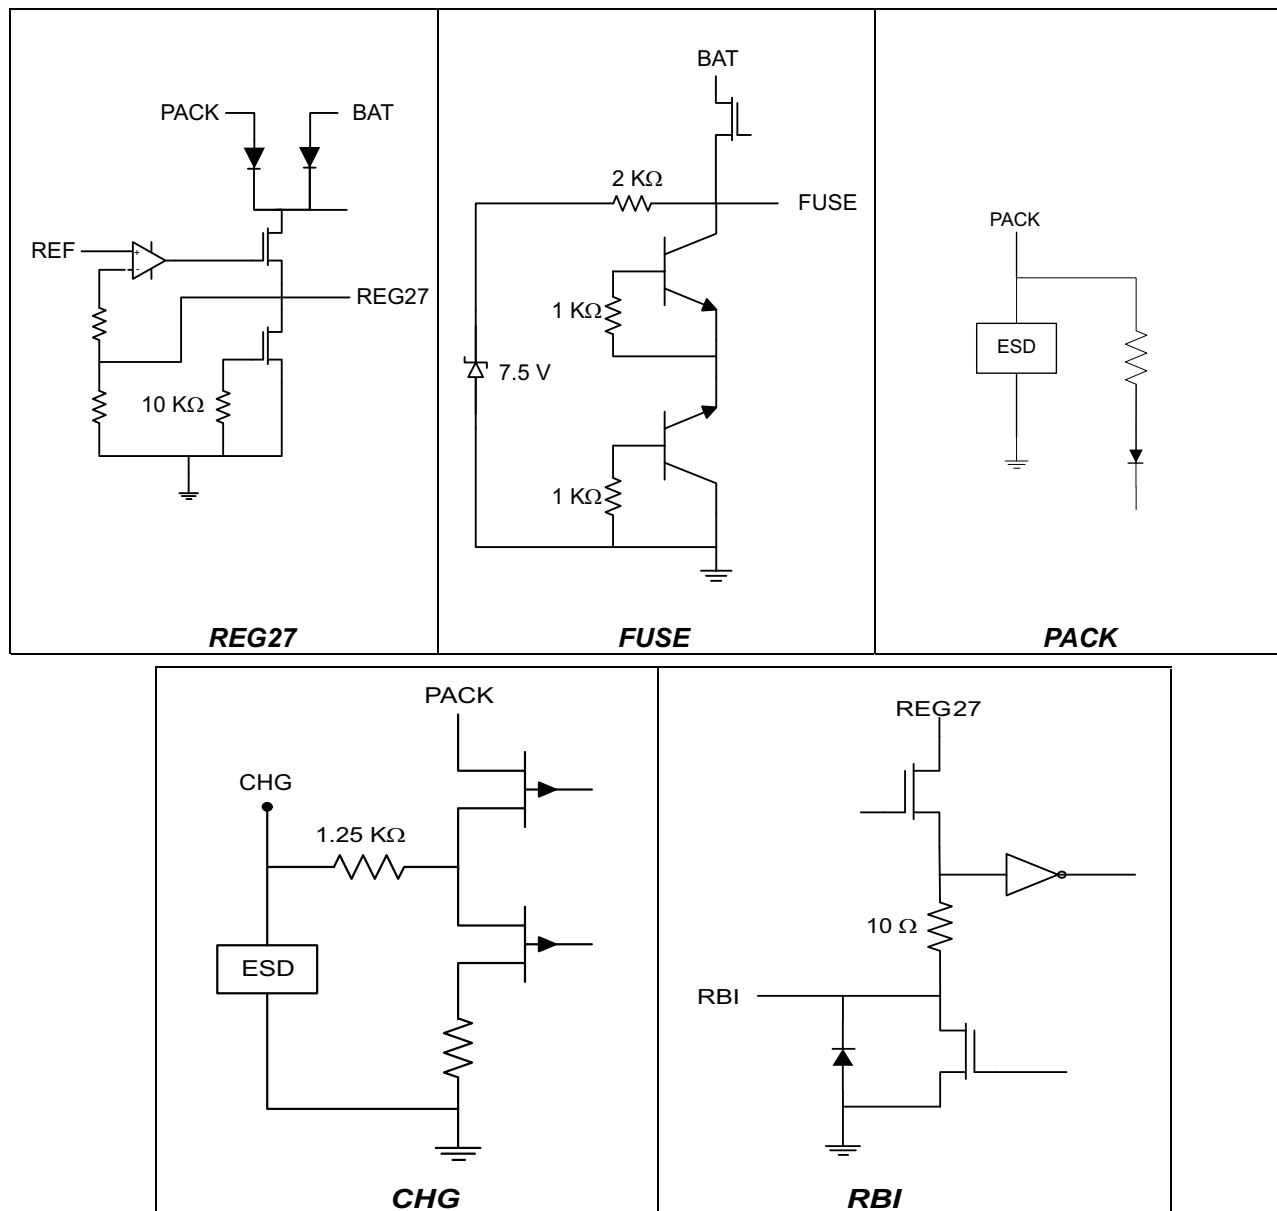 PACK
BAT
REF
+
-
REG27
10 KΩ
REG27
BAT
2 KΩ
FUSE
1 KΩ
7.5 V
1 KΩ
FUSE
PACK
ESD
PACK
PACK
CHG
1.25 KΩ
ESD
CHG
REG27
10 Ω
RBI
RBI